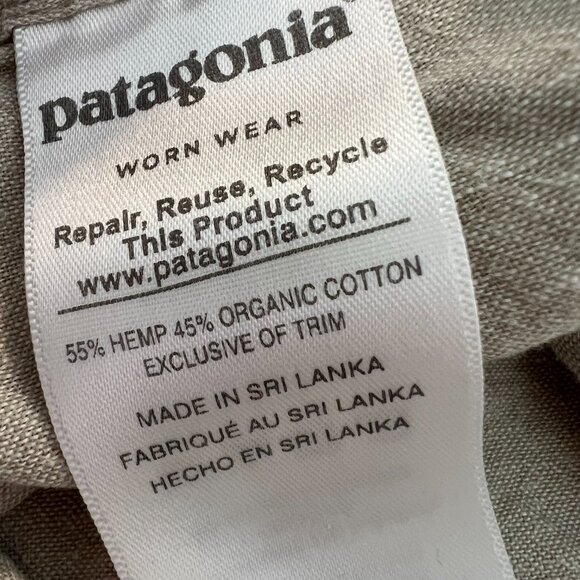 patagonia
WORN WEAR
Repair, Reuse, Recycle
This Product
www.patagonia.com
55% HEMP 45% ORGANIC COTTON
EXCLUSIVE OF TRIM
MADE IN SRI LANKA
FABRIQUÉ AU SRI LANKA
HECHO EN SRI LANKA